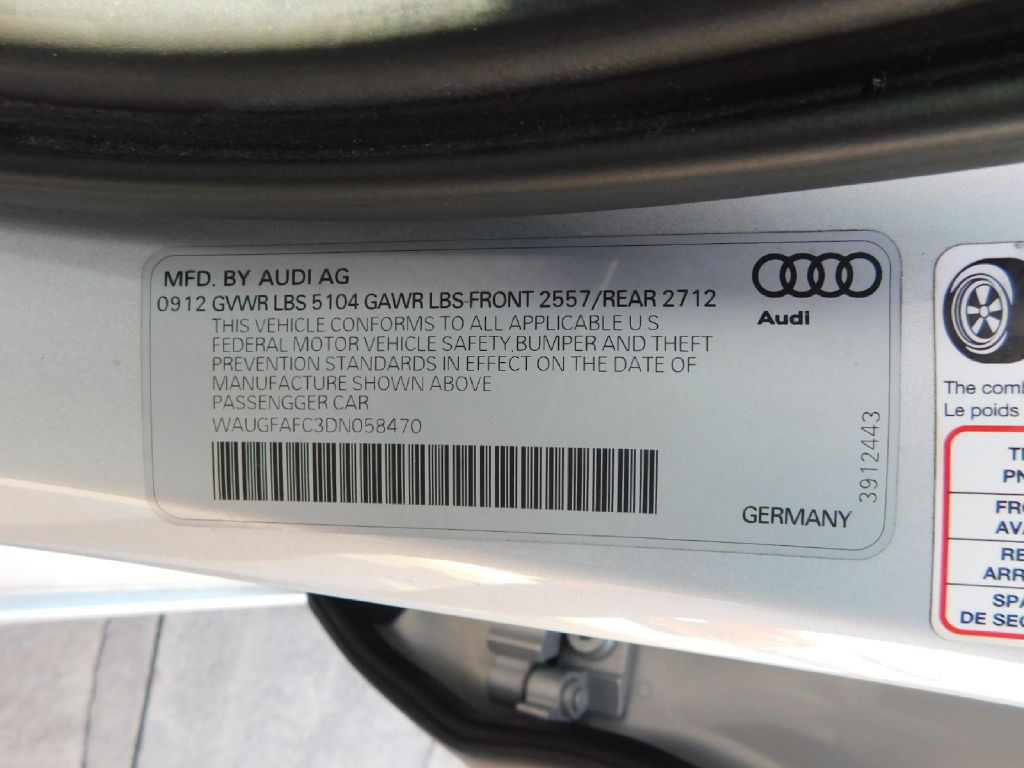 MFD. BY AUDI AG
0912 GVWR LBS 5104 GAWR LBS-FRONT 2557/REAR 2712
THIS VEHICLE CONFORMS TO ALL APPLICABLE U.S.
FEDERAL MOTOR VEHICLE SAFETY,BUMPER AND THEFT
PREVENTION STANDARDS IN EFFECT ON THE DATE OF
MANUFACTURE SHOWN ABOVE
PASSENGGER CAR
WAUGFAFC3DN058470
Audi
3912443
GERMANY
The
Le poids
DE